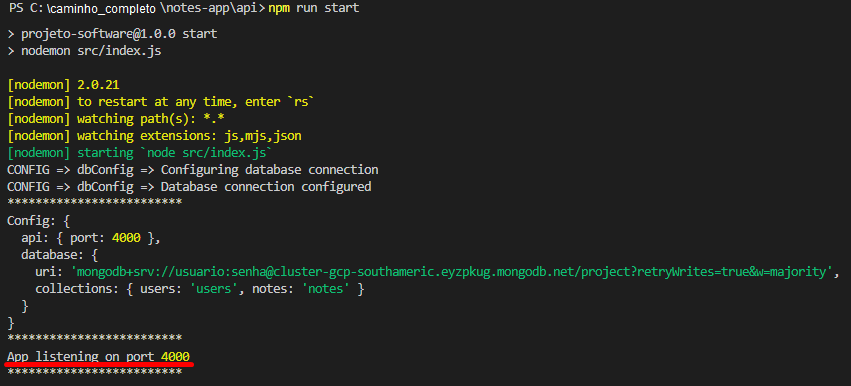 PS C:\caminho_completo \notes-app\api> npm run start
> projeto-software@1.0.0 start
> nodemon src/index.js
[nodemon] 2.0.21
[nodemon] to restart at any time, enter `rs`
[nodemon] watching path(s): *.*
[nodemon] watching extensions: js,mjs,json
[nodemon] starting `node src/index.js`
CONFIG => dbConfig => Configuring database connection
CONFIG => dbConfig => Database connection configured
*************************
Config: {
  api: { port: 4000 },
  database: {
    uri: 'mongodb+srv://usuario:senha@cluster-gcp-southameric.eyzpkug.mongodb.net/project?retryWrites=true&w=majority',
    collections: { users: 'users', notes: 'notes' }
  }
}
*************************
App listening on port 4000
*************************